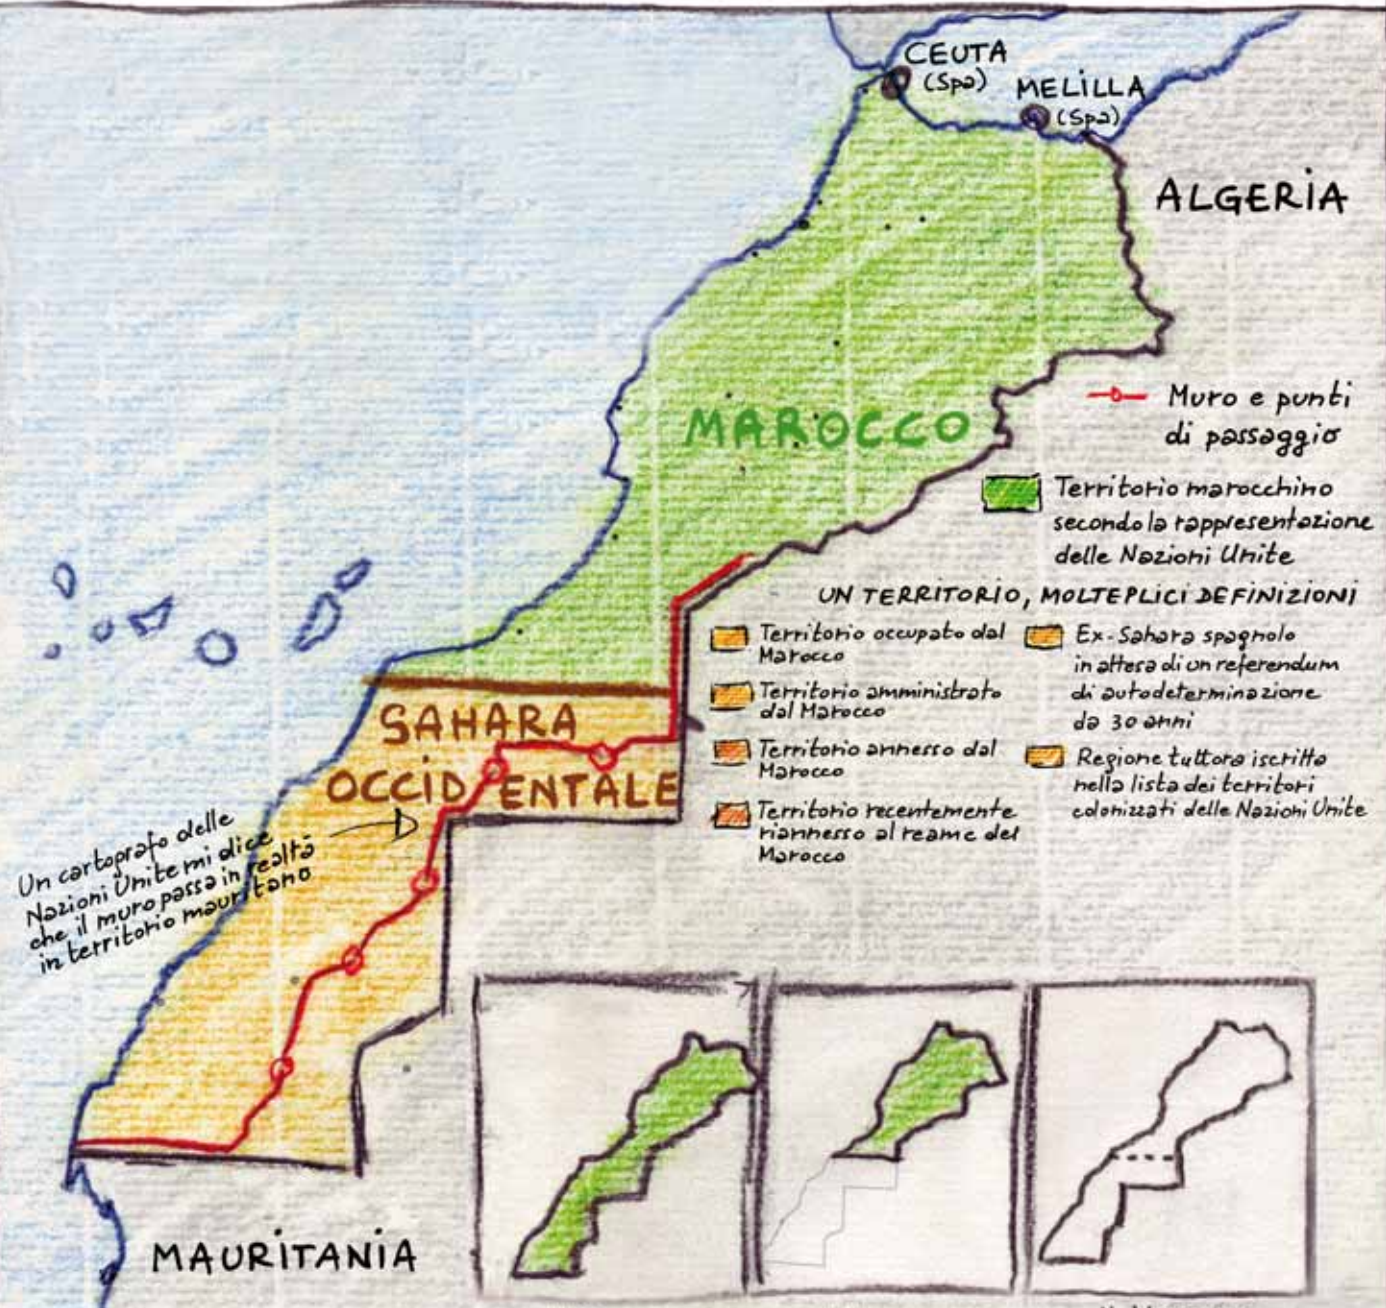 CEUTA
(Spa)
MELILLA
(Spa)
ALGERIA
MAROCCO
Muro e punti
di passaggio
Territorio marocchino
secondo la rappresentazione
delle Nazioni Unite
UN TERRITORIO, MOLTEPLICI DEFINIZIONI
Territorio occupato dal
Marocco
Territorio amministrato
dal Marocco
Territorio annesso dal
Marocco
Territorio recentemente
riannesso al reame del
Marocco
Ex-Sahara spagnolo
in attesa di un referendum
di autodeterminazione
da 30 anni
Regione tuttora iscritta
nella lista dei territori
colonizzati delle Nazioni Unite
SAHARA
OCCIDENTALE
Un cartografo delle
Nazioni Unite mi dice
che il muro passa in realtà
in territorio mauritano
MAURITANIA